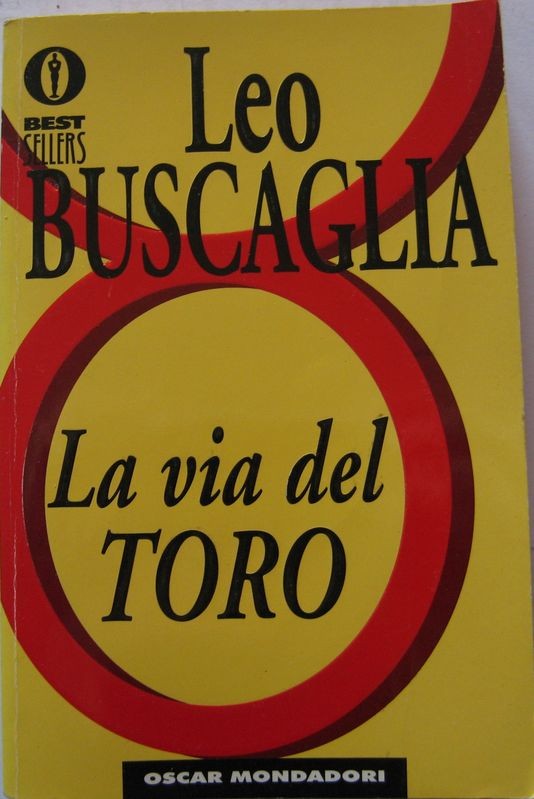 BEST
SELLERS
Leo
BUSCAGLIA
La via del
TORO
OSCAR MONDADORI